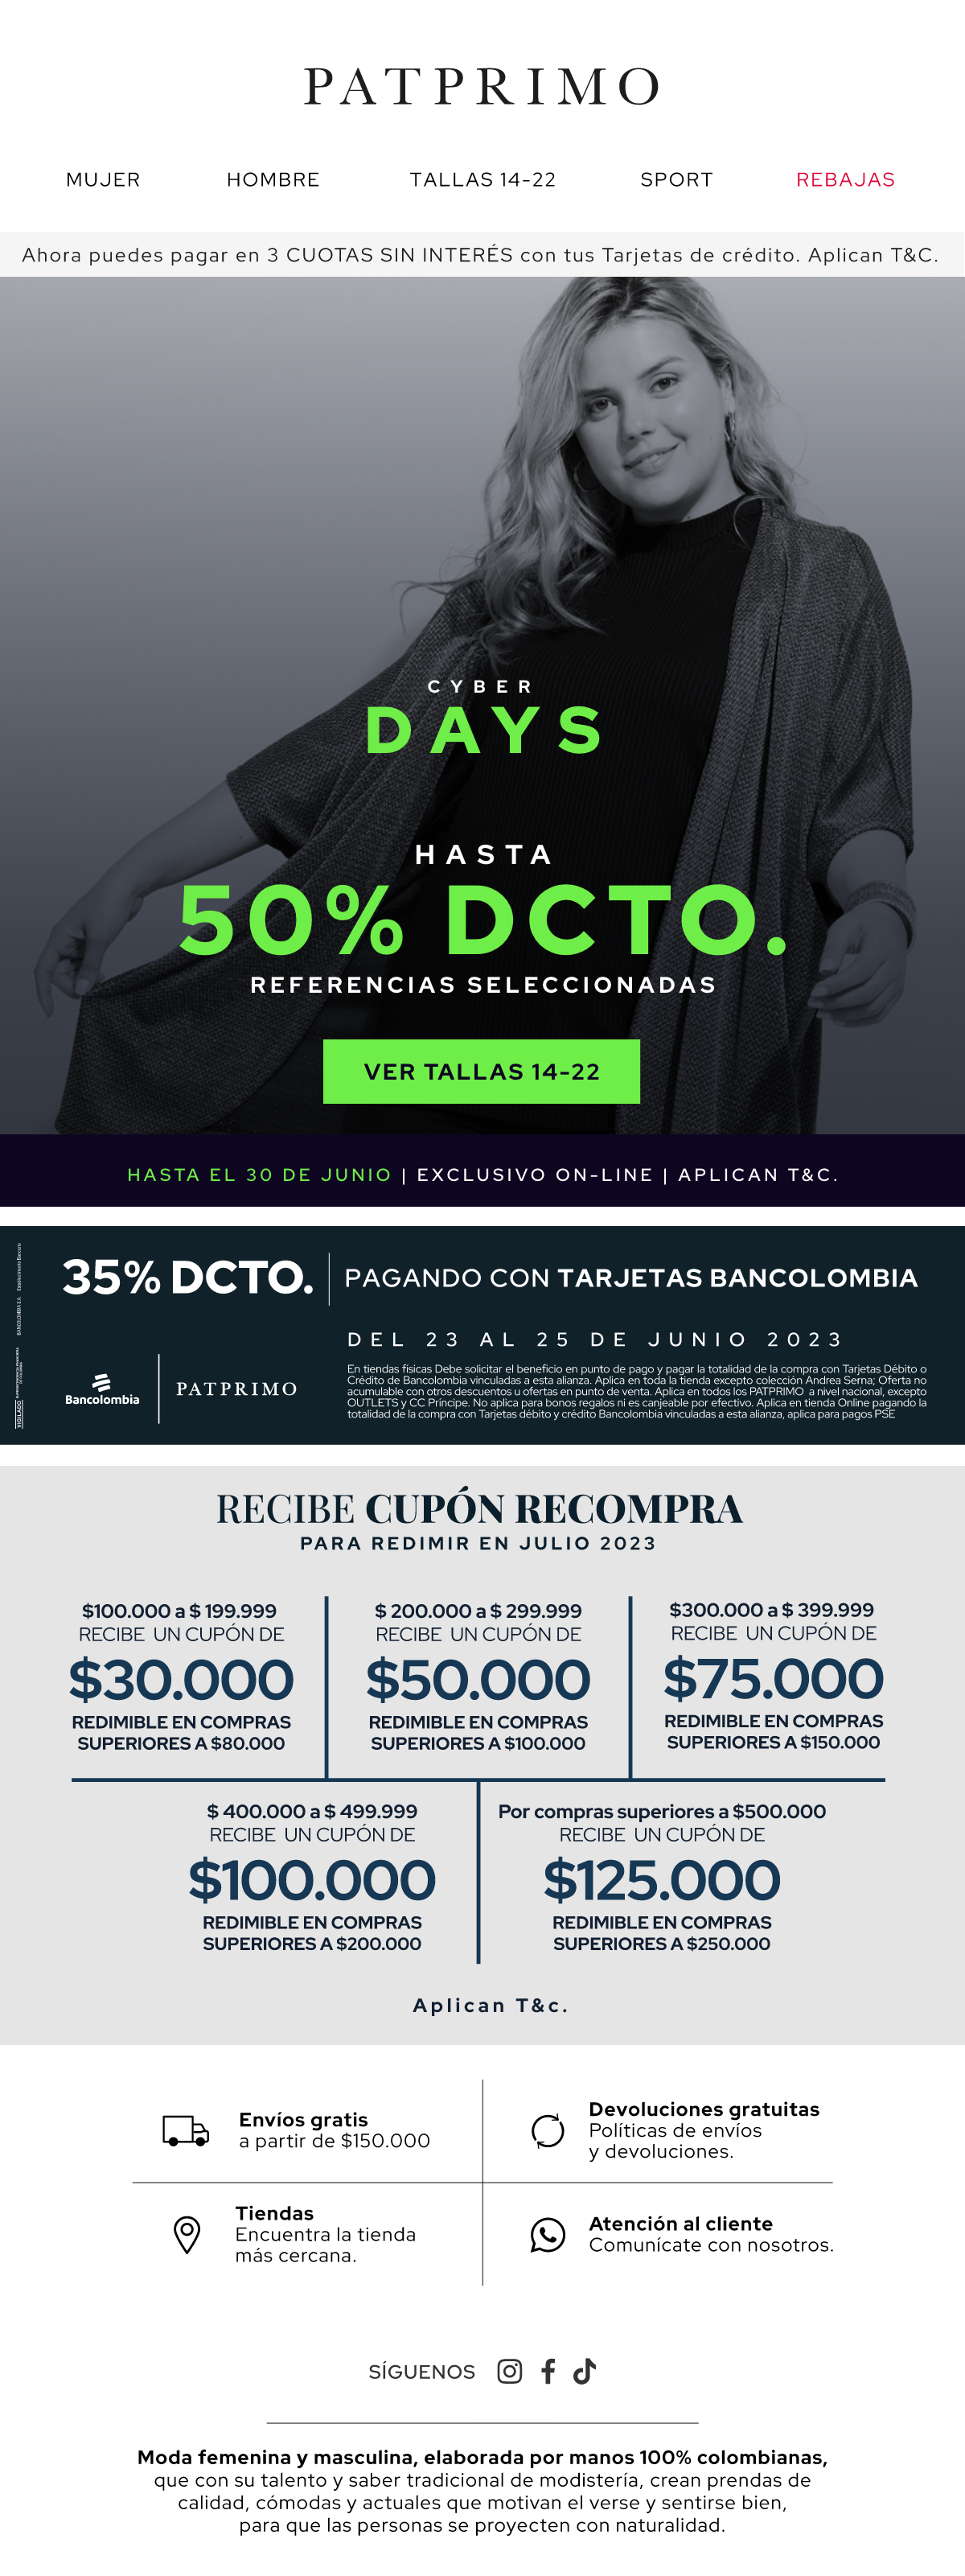 PATPRIMO
MUJER HOMBRE TALLAS 14-22 SPORT REBAJAS
Ahora puedes pagar en 3 CUOTAS SIN INTERÉS con tus Tarjetas de crédito. Aplican T&C.
CYBER
DAYS
HASTA
50% DCTO.
REFERENCIAS SELECCIONADAS
VER TALLAS 14-22
HASTA EL 30 DE JUNIO | EXCLUSIVO ON-LINE | APLICAN T&C.
35% DCTO. PAGANDO CON TARJETAS BANCOLOMBIA
DEL 23 AL 25 DE JUNIO 2023
En tiendas físicas Debe solicitar el beneficio en punto de pago y pagar la totalidad de la compra con Tarjetas Débito o
Crédito de Bancolombia vinculadas a esta alianza. Aplica en toda la tienda excepto colección Andrea Serna; Oferta no
acumulable con otros descuentos u ofertas en punto de venta. Aplica en todos los PATPRIMO a nivel nacional, excepto
OUTLETS y CC Príncipe. No aplica para bonos regalos ni es canjeable por efectivo. Aplica en tienda Online pagando la
totalidad de la compra con Tarjetas débito y crédito Bancolombia vinculadas a esta alianza, aplica para pagos PSE
Bancolombia
PATPRIMO
BANCOLOMBIA S.A. Establecimiento Bancario
VIGILADO
RECIBE CUPÓN RECOMPRA
PARA REDIMIR EN JULIO 2023
$100.000 a $ 199.999
RECIBE UN CUPÓN DE
$30.000
REDIMIBLE EN COMPRAS
SUPERIORES A $80.000
$ 200.000 a $ 299.999
RECIBE UN CUPÓN DE
$50.000
REDIMIBLE EN COMPRAS
SUPERIORES A $100.000
$300.000 a $ 399.999
RECIBE UN CUPÓN DE
$75.000
REDIMIBLE EN COMPRAS
SUPERIORES A $150.000
$ 400.000 a $ 499.999
RECIBE UN CUPÓN DE
$100.000
REDIMIBLE EN COMPRAS
SUPERIORES A $200.000
Por compras superiores a $500.000
RECIBE UN CUPÓN DE
$125.000
REDIMIBLE EN COMPRAS
SUPERIORES A $250.000
Aplican T&c.
Envíos gratis
a partir de $150.000
Devoluciones gratuitas
Políticas de envíos
y devoluciones.
Tiendas
Encuentra la tienda
más cercana.
Atención al cliente
Comunícate con nosotros.
SÍGUENOS
Moda femenina y masculina, elaborada por manos 100% colombianas,
que con su talento y saber tradicional de modistería, crean prendas de
calidad, cómodas y actuales que motivan el verse y sentirse bien,
para que las personas se proyecten con naturalidad.